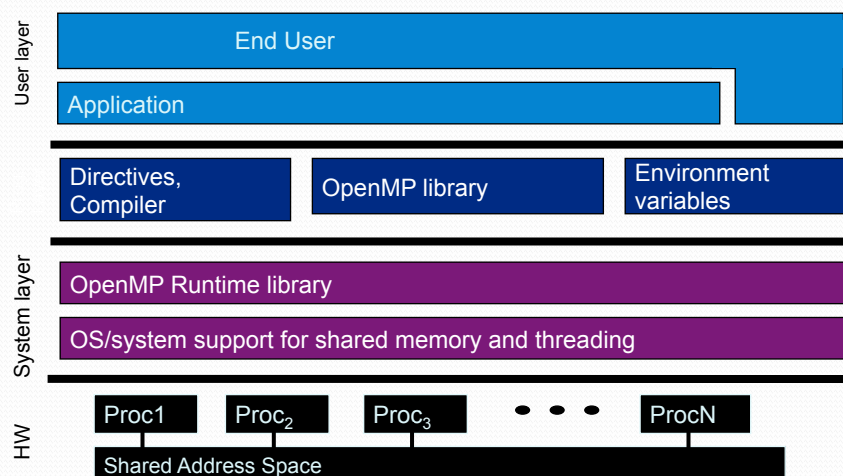 User layer
End User
Application
Directives,
Compiler
OpenMP library
Environment
variables
System layer
OpenMP Runtime library
OS/system support for shared memory and threading
HW
Proc1
Proc₂
Proc₃
ProcN
Shared Address Space